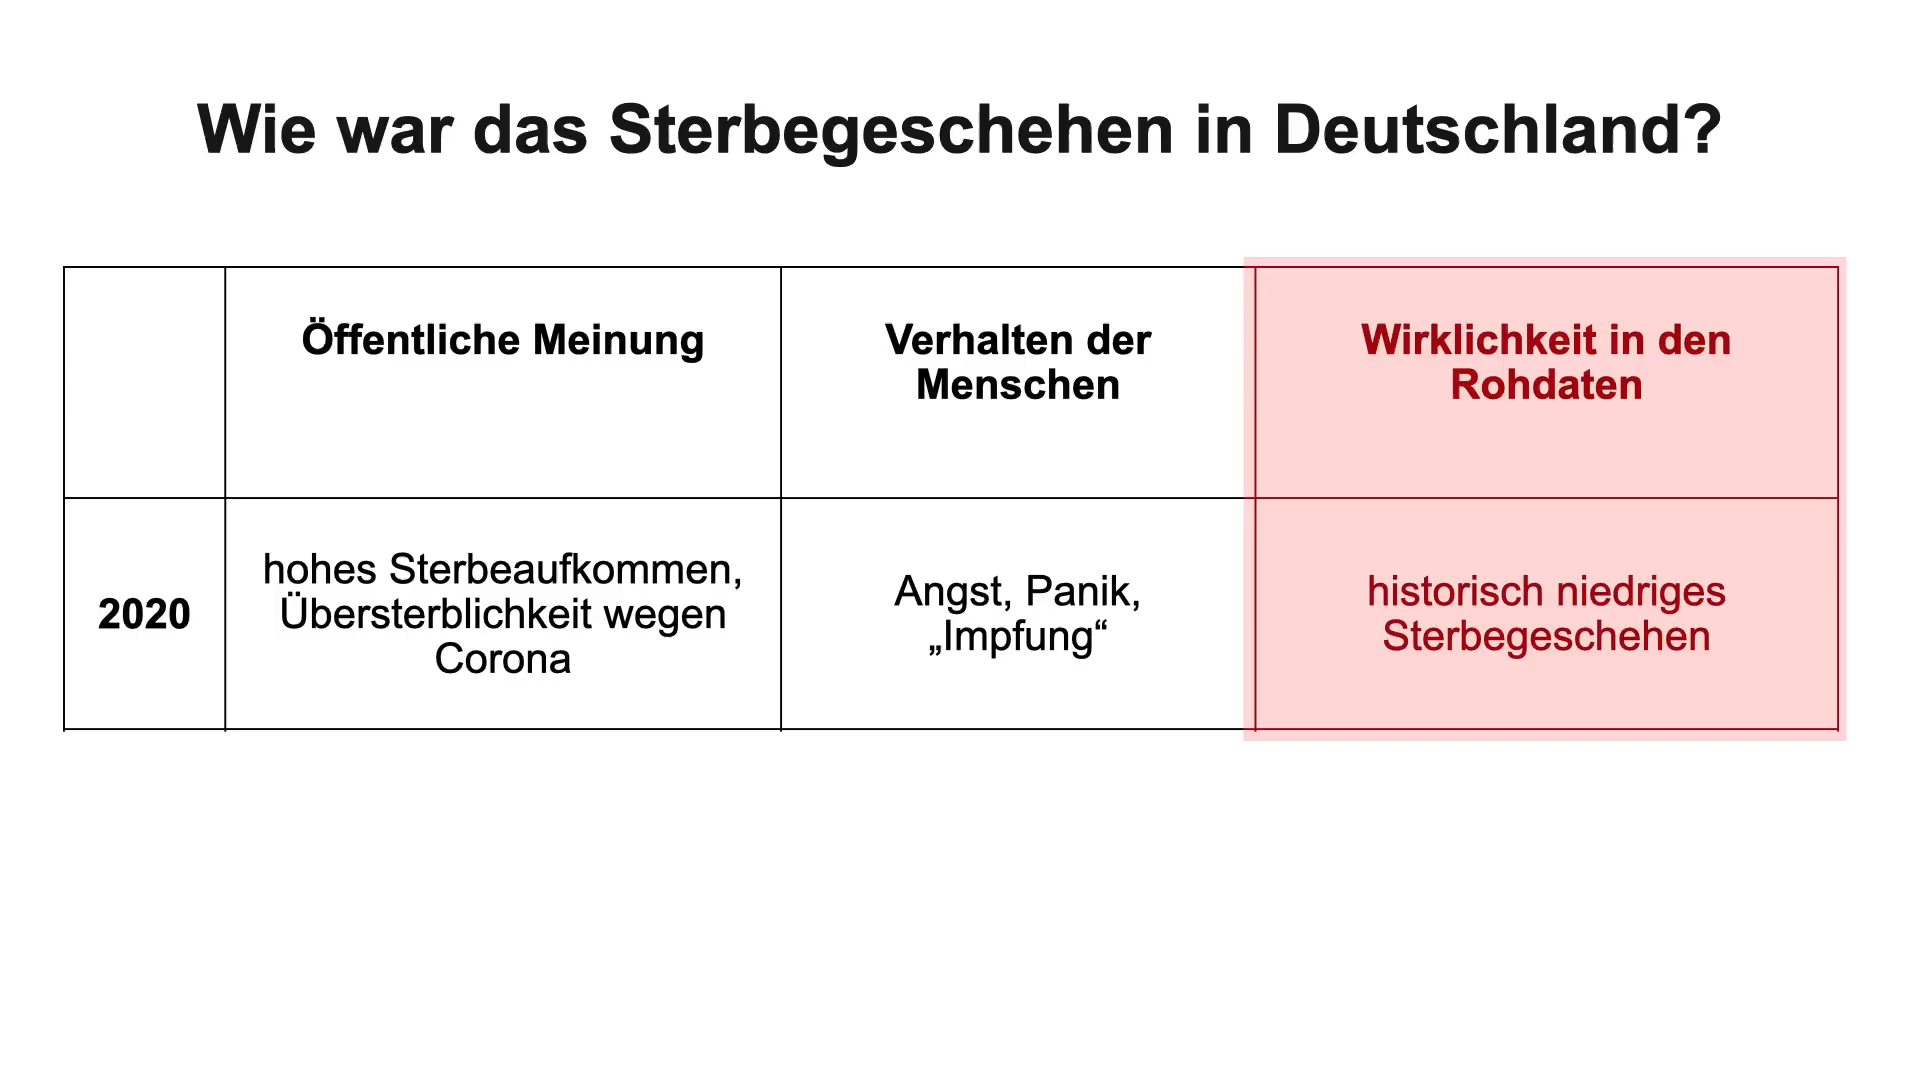 Wie war das Sterbegeschehen in Deutschland?
Öffentliche Meinung
Verhalten der
Menschen
Wirklichkeit in den
Rohdaten
2020
hohes Sterbeaufkommen,
Übersterblichkeit wegen
Corona
Angst, Panik,
„Impfung“
historisch niedriges
Sterbegeschehen